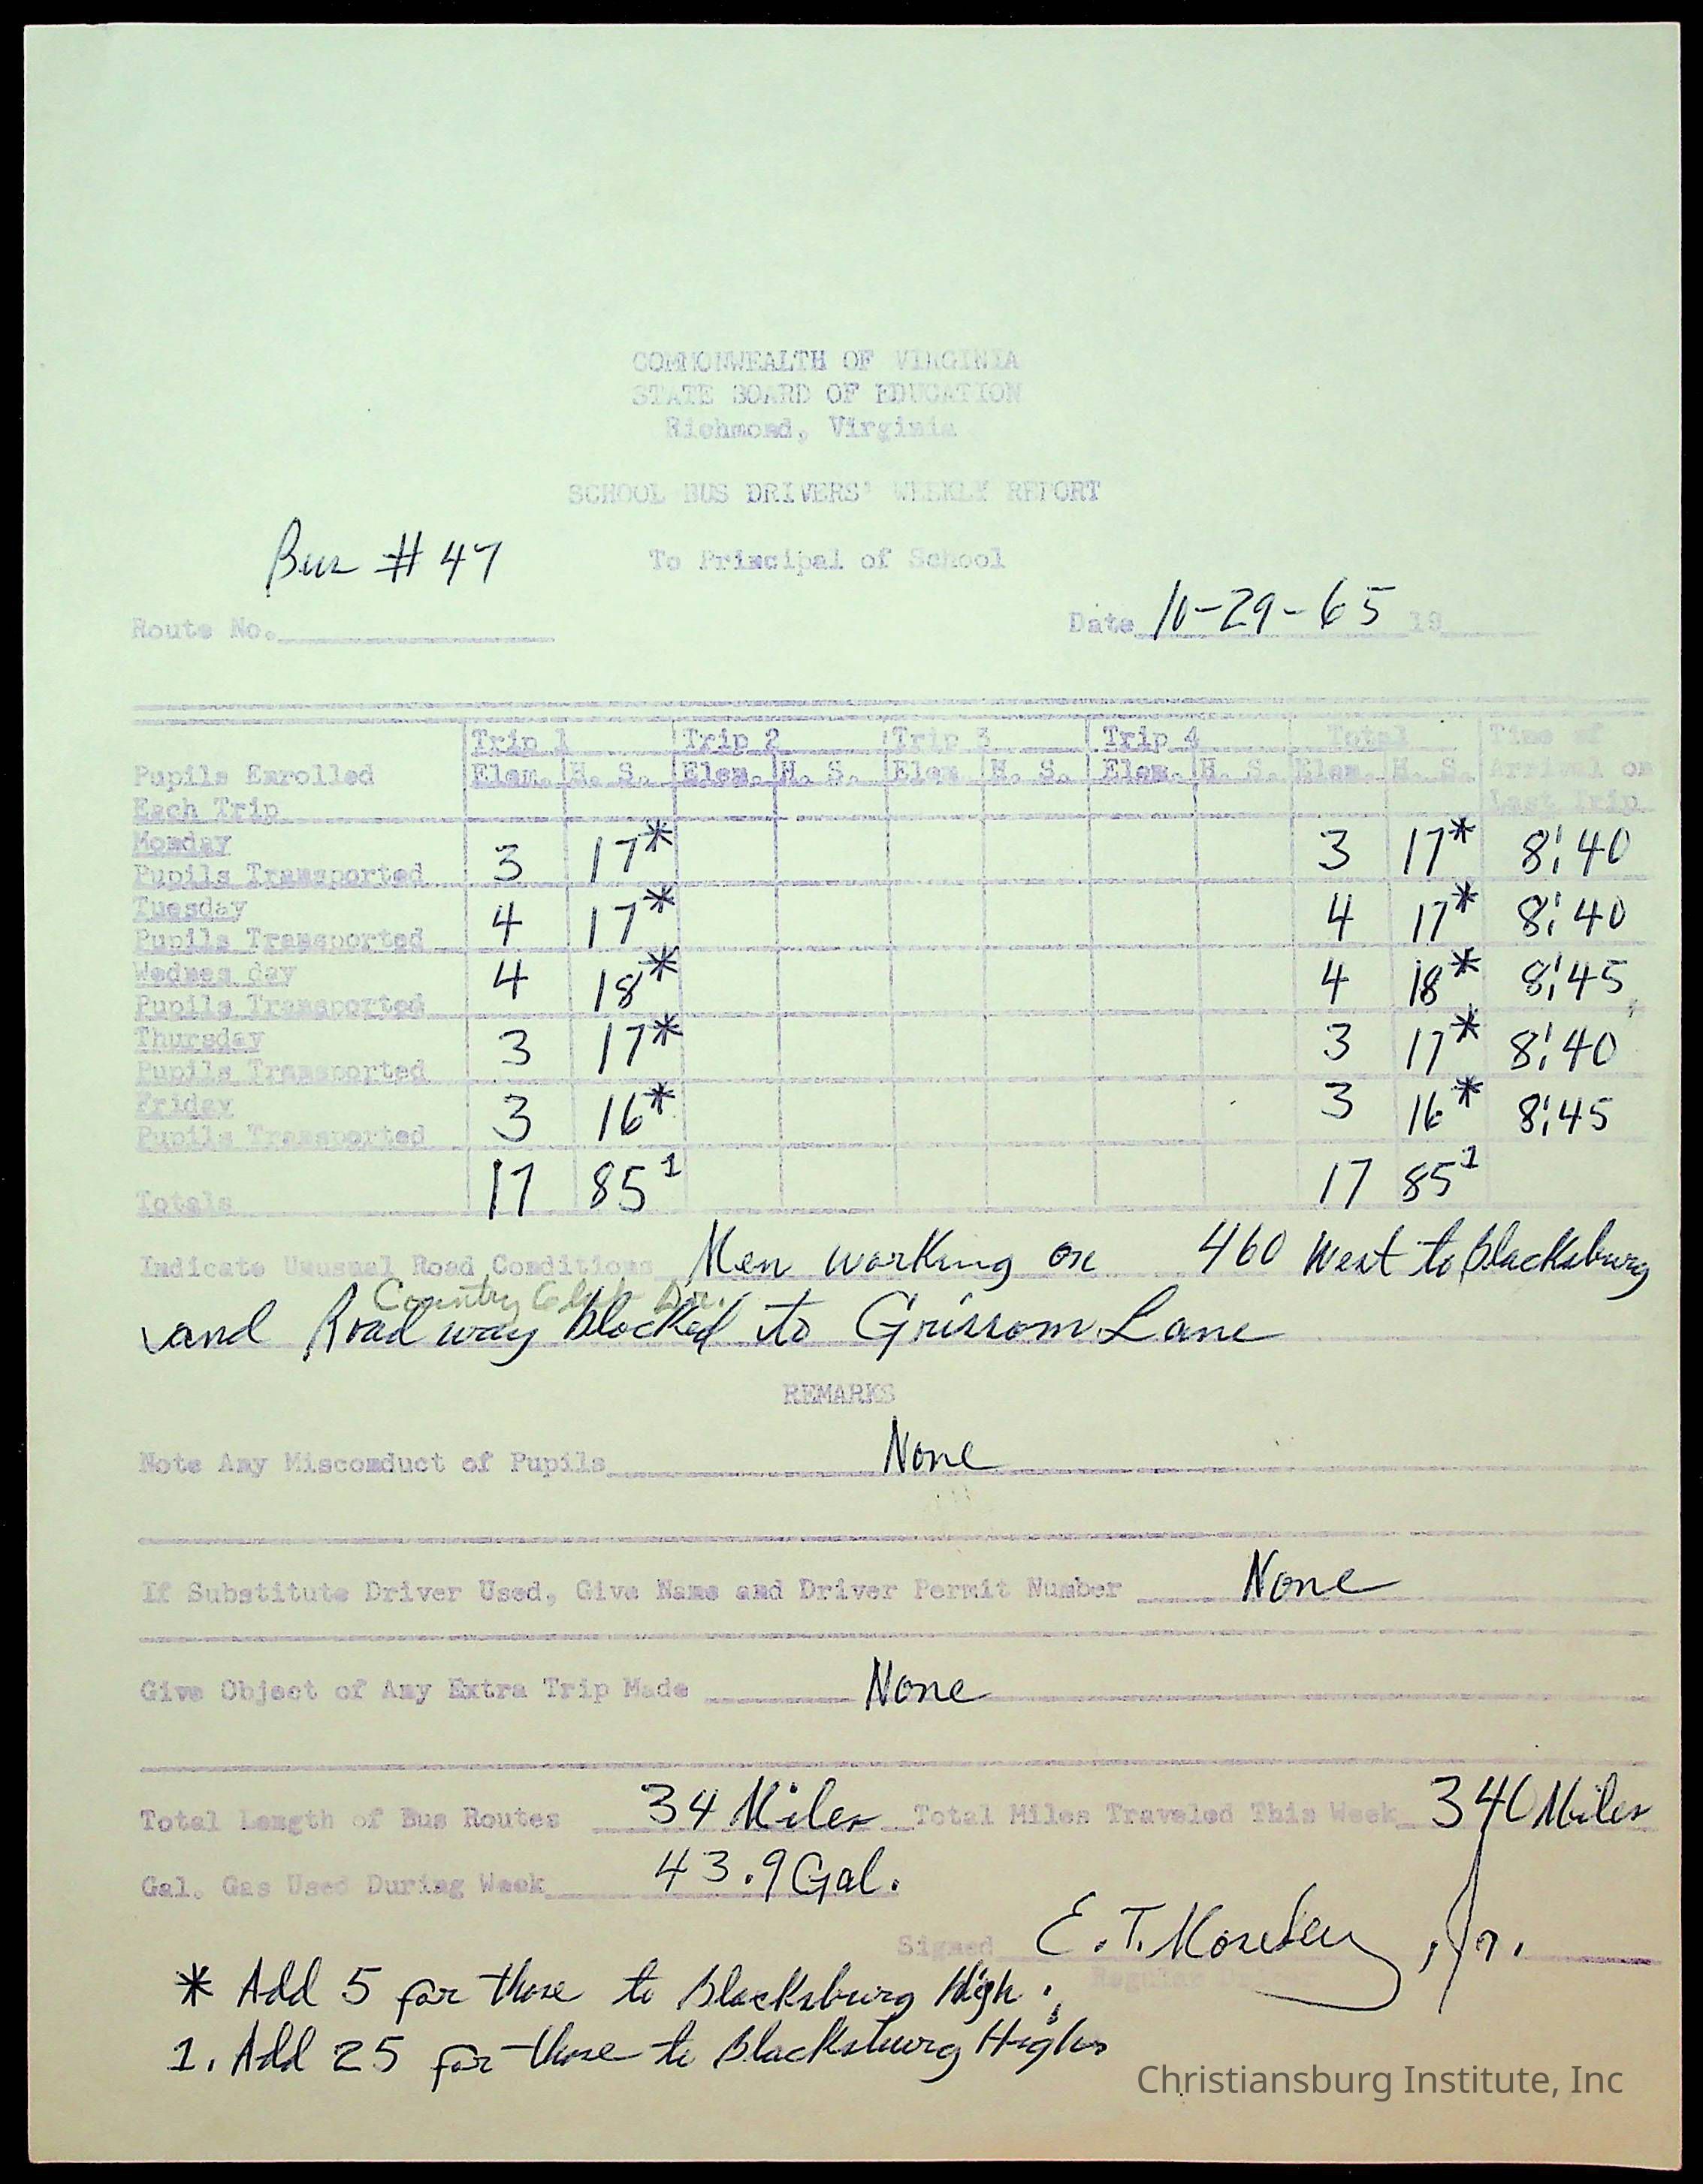 COMMONWEALTH OF VIRGINIA
STATE BOARD OF EDUCATION
Richmond, Virginia
SCHOOL BUS DRIVERS' WEEKLY REPORT
Bus # 47
To Principal of School
Route No.
Date 10-29-65 19
Trip 1 Trip 2 Trip 3 Trip 4 Total Time of
Pupils Enrolled Elem. H. S. Elem. H. S. Elem H. S. Elem. H. S. Elem. H. S. Arrival on
Each Trip Last Trip
Monday
Pupils Transported 3 17* 3 17* 8:40
Tuesday
Pupils Transported 4 17* 4 17* 8:40
Wednes day
Pupils Transported 4 18* 4 18* 8:45
Thursday
Pupils Transported 3 17* 3 17* 8:40
Friday
Pupils Transported 3 16* 3 16* 8:45
Totals 17 85¹ 17 85¹
Indicate Unusual Road Conditions Men working on 460 West to Blacksburg
Country Club Dr.
and Road way blocked to Grissom Lane
REMARKS
Note Any Misconduct of Pupils None
If Substitute Driver Used, Give Name and Driver Permit Number None
Give Object of Any Extra Trip Made None
Total Length of Bus Routes 34 Miles Total Miles Traveled This Week 340 Miles
Gal. Gas Used During Week 43.9 Gal.
Signed E. T. Moseley, Jr.
Regular
* Add 5 for those to Blacksburg High.
1. Add 25 for those to Blacksburg High
Christiansburg Institute, Inc